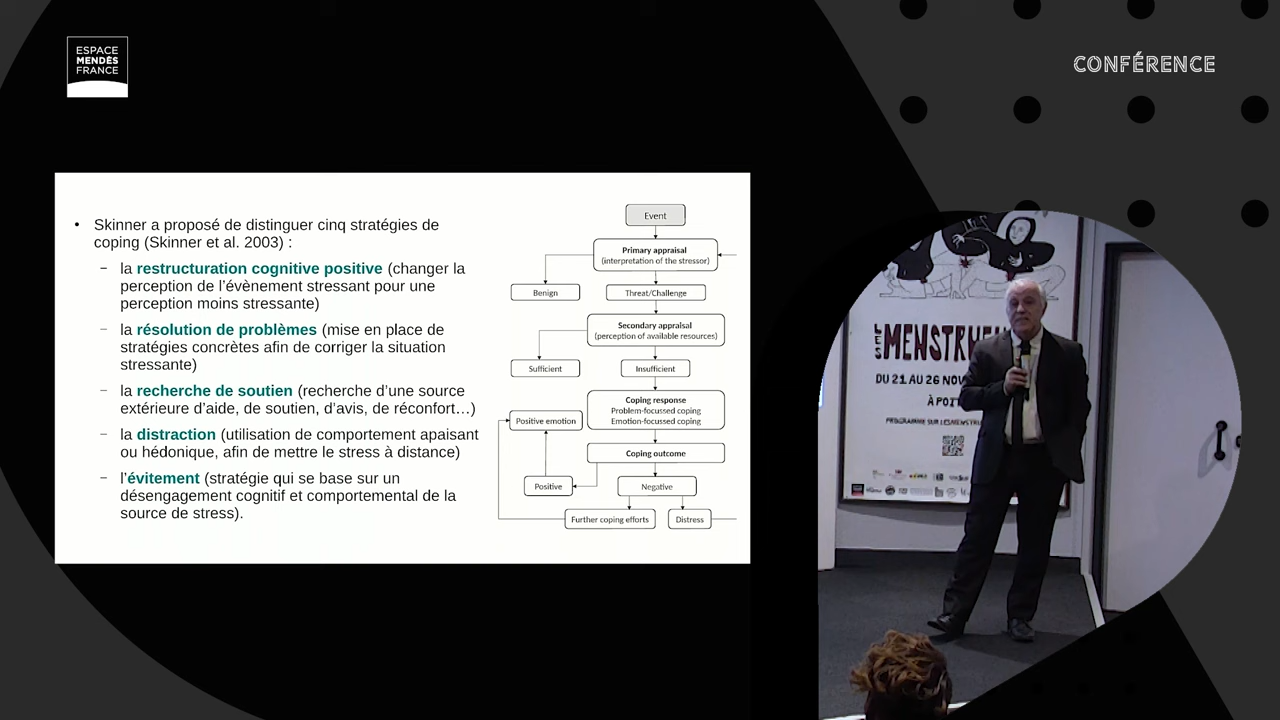 ESPACE
MENDÈS
FRANCE
CONFÉRENCE
• Skinner a proposé de distinguer cinq stratégies de
coping (Skinner et al. 2003) :
– la restructuration cognitive positive (changer la
perception de l'évènement stressant pour une
perception moins stressante)
– la résolution de problèmes (mise en place de
stratégies concrètes afin de corriger la situation
stressante)
– la recherche de soutien (recherche d'une source
extérieure d'aide, de soutien, d'avis, de réconfort…)
– la distraction (utilisation de comportement apaisant
ou hédonique, afin de mettre le stress à distance)
– l'évitement (stratégie qui se base sur un
désengagement cognitif et comportemental de la
source de stress).
Event
Primary appraisal
(interpretation of the stressor)
Benign
Threat/Challenge
Secondary appraisal
(perception of available resources)
Sufficient
Insufficient
Coping response
Problem-focussed coping
Emotion-focussed coping
Positive emotion
Coping outcome
Positive
Negative
Further coping efforts
Distress
LES
DU 21 AU 26
À
PROGRAMME SUR